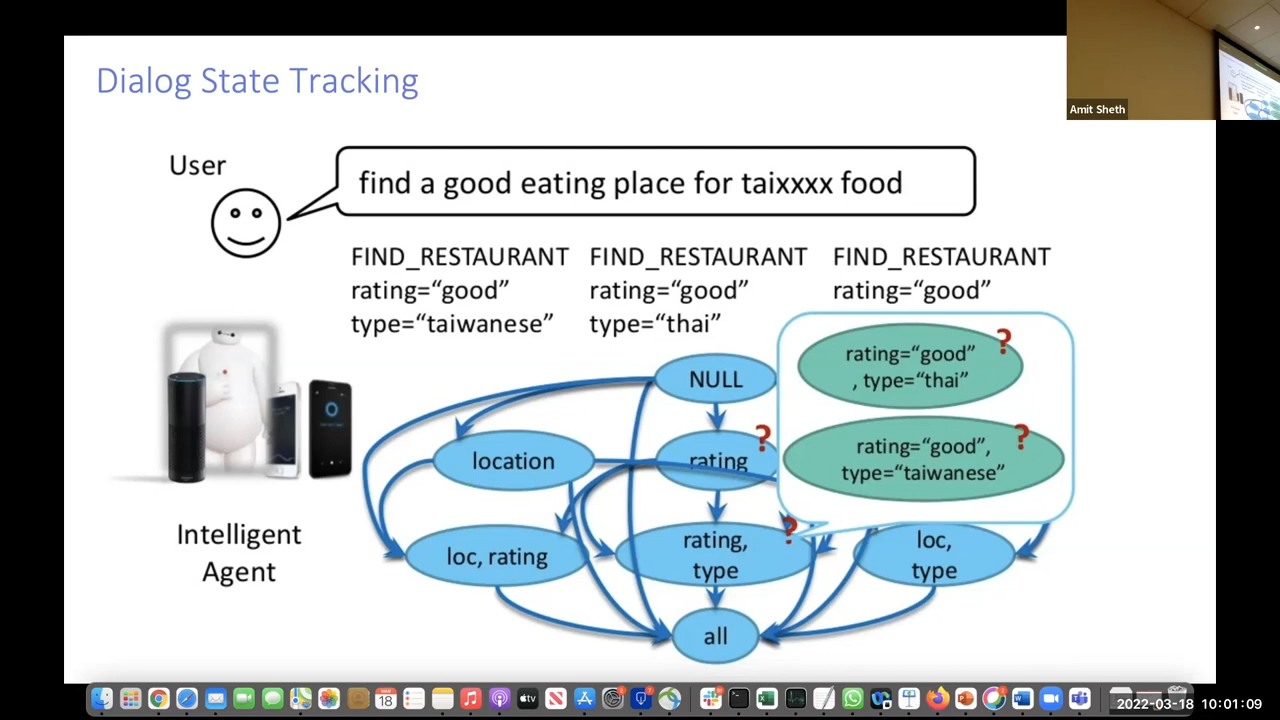 Dialog State Tracking
Amit Sheth
User
find a good eating place for taixxxx food
FIND_RESTAURANT
rating=“good”
type=“taiwanese”
FIND_RESTAURANT
rating=“good”
type=“thai”
FIND_RESTAURANT
rating=“good”
rating=“good”
, type=“thai”
?
rating=“good”,
type=“taiwanese”
?
NULL
location
rating
?
loc, rating
rating,
type
?
loc,
type
all
Intelligent
Agent
18
tv
2022-03-18 10:01:09